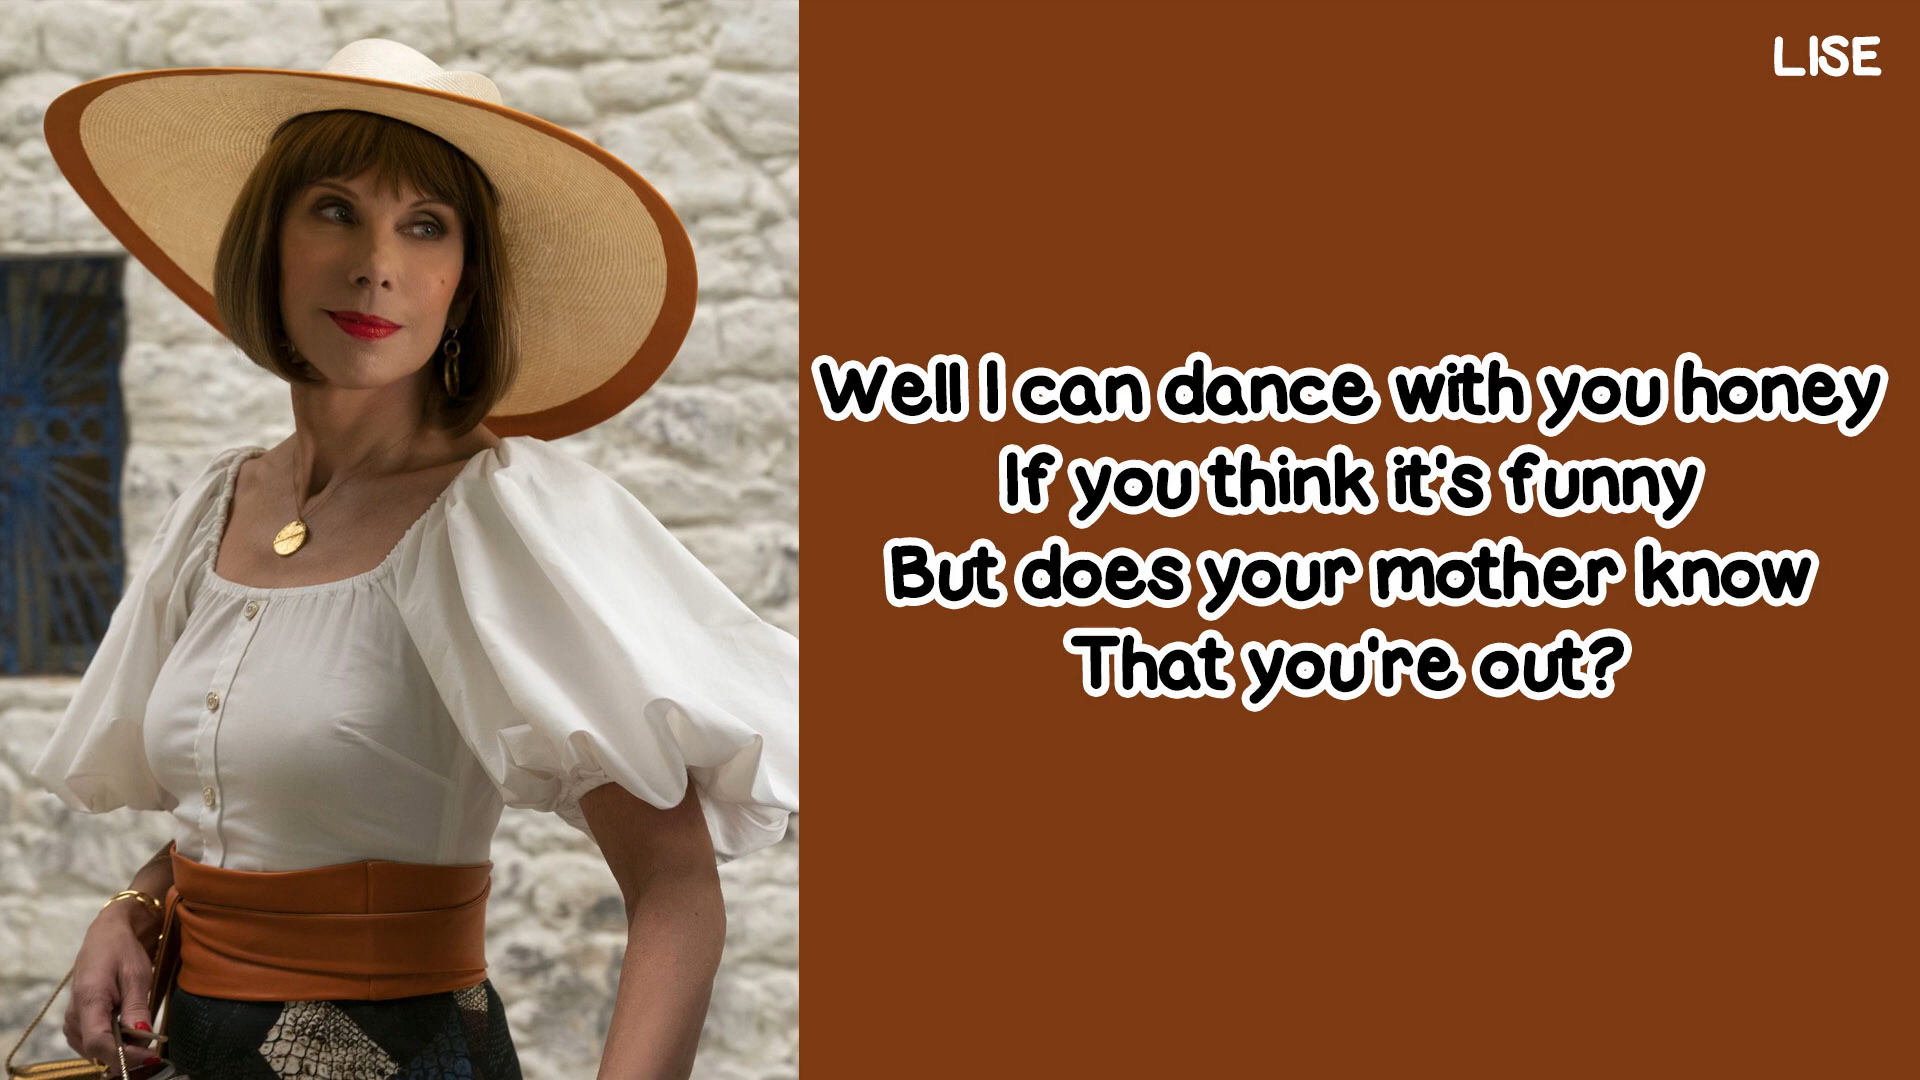 LISE
Well I can dance with you honey
If you think it's funny
But does your mother know
That you're out?